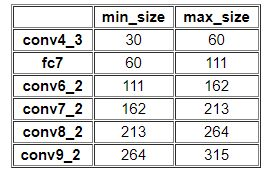 min_size max_size
conv4_3 30 60
fc7 60 111
conv6_2 111 162
conv7_2 162 213
conv8_2 213 264
conv9_2 264 315